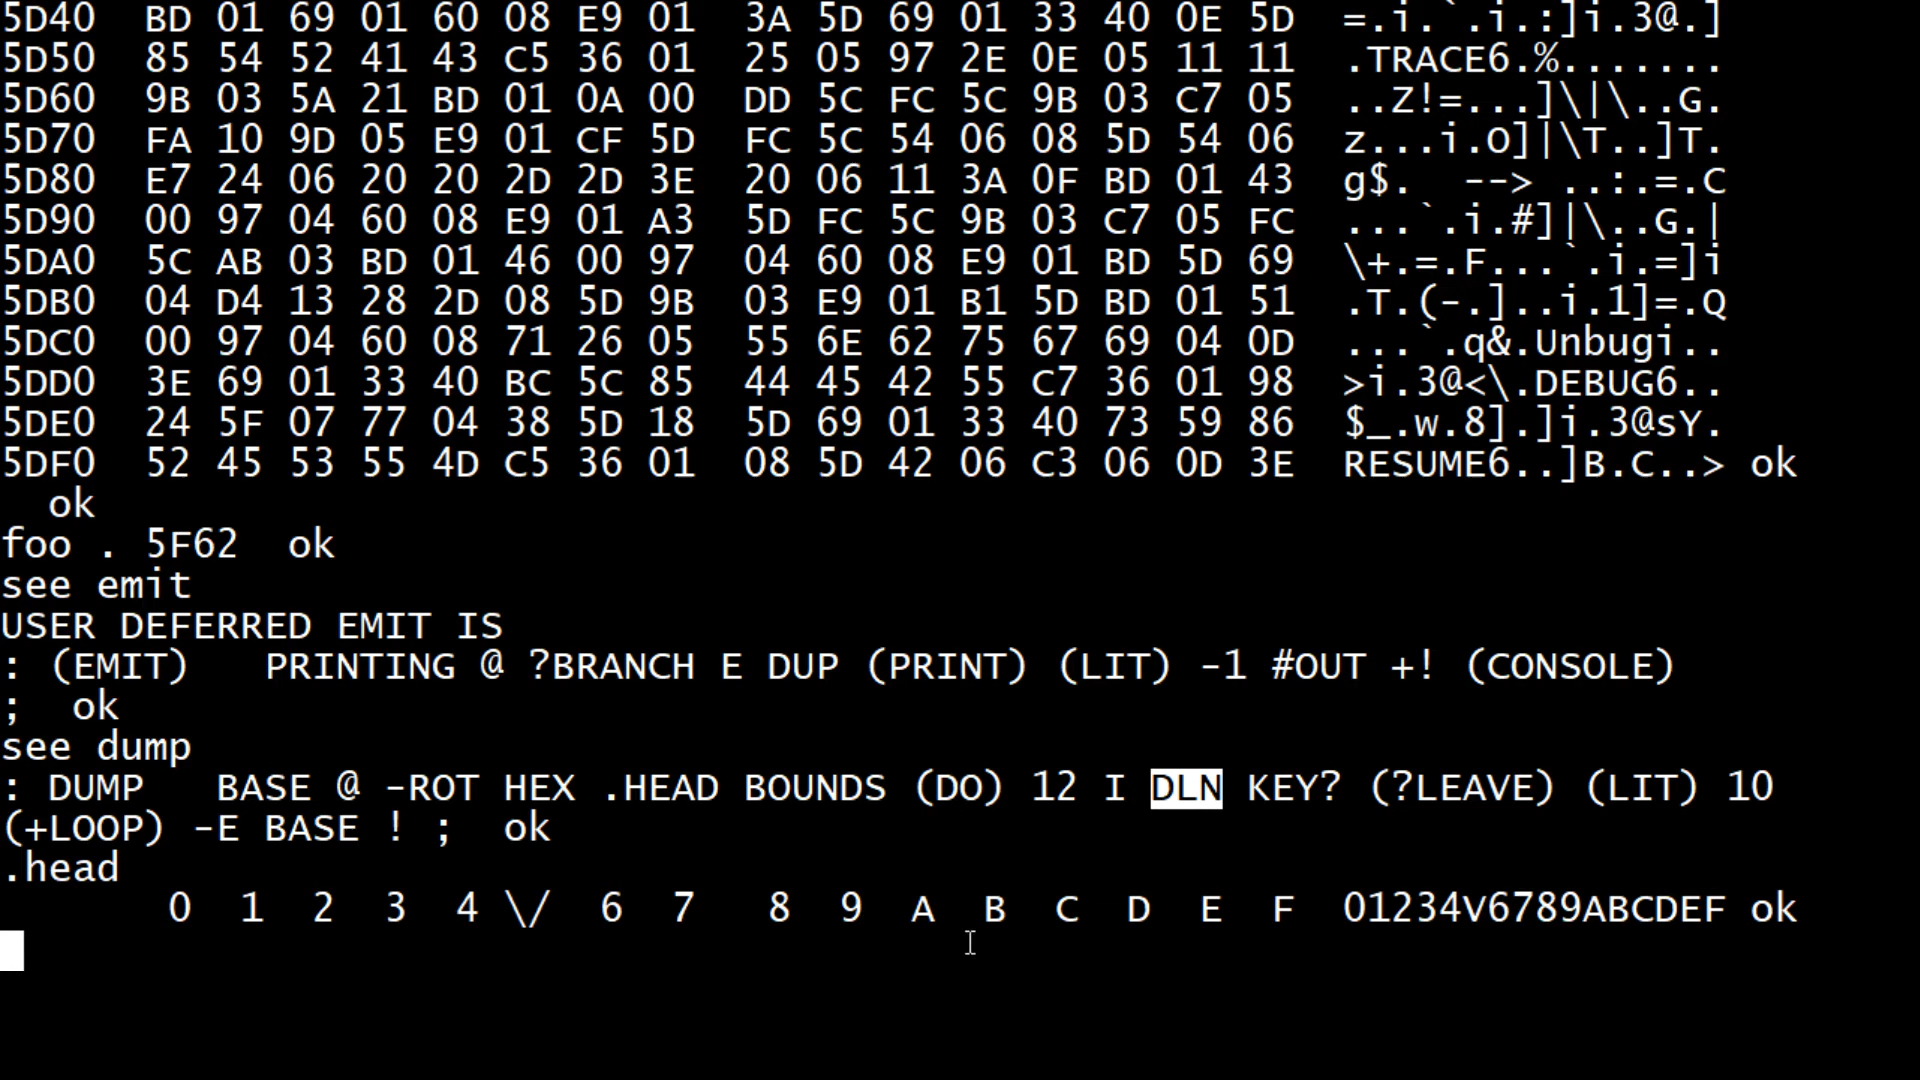 5D40  BD 01 69 01 60 08 E9 01  3A 5D 69 01 33 40 0E 5D  =.i.`.i.:]i.3@.]
5D50  85 54 52 41 43 C5 36 01  25 05 97 2E 0E 05 11 11  .TRACE6.%.......
5D60  9B 03 5A 21 BD 01 0A 00  DD 5C FC 5C 9B 03 C7 05  ..Z!=...]\|\..G.
5D70  FA 10 9D 05 E9 01 CF 5D  FC 5C 54 06 08 5D 54 06  z...i.O]|\T..]T.
5D80  E7 24 06 20 20 2D 2D 3E  20 06 11 3A 0F BD 01 43  g$.  --> ..:.=.C
5D90  00 97 04 60 08 E9 01 A3  5D FC 5C 9B 03 C7 05 FC  ...`.i.#]|\..G.|
5DA0  5C AB 03 BD 01 46 00 97  04 60 08 E9 01 BD 5D 69  \+.=.F...`.i.=]i
5DB0  04 D4 13 28 2D 08 5D 9B  03 E9 01 B1 5D BD 01 51  .T.(-.]..i.1]=.Q
5DC0  00 97 04 60 08 71 26 05  55 6E 62 75 67 69 04 0D  ...`.q&.Unbugi..
5DD0  3E 69 01 33 40 BC 5C 85  44 45 42 55 C7 36 01 98  >i.3@<\.DEBUG6..
5DE0  24 5F 07 77 04 38 5D 18  5D 69 01 33 40 73 59 86  $_.w.8].]i.3@sY.
5DF0  52 45 53 55 4D C5 36 01  08 5D 42 06 C3 06 0D 3E  RESUME6..]B.C..> ok
  ok
foo . 5F62  ok
see emit
USER DEFERRED EMIT IS
: (EMIT)   PRINTING @ ?BRANCH E DUP (PRINT) (LIT) -1 #OUT +! (CONSOLE)
;  ok
see dump
: DUMP   BASE @ -ROT HEX .HEAD BOUNDS (DO) 12 I DLN KEY? (?LEAVE) (LIT) 10
(+LOOP) -E BASE ! ;  ok
.head
       0  1  2  3  4 \/  6  7   8  9  A  B  C  D  E  F  01234V6789ABCDEF ok